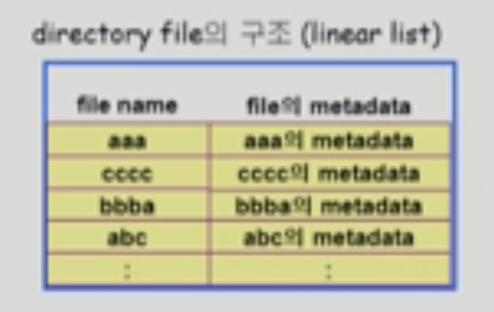 directory file의 구조 (linear list)
file name file의 metadata
aaa aaa의 metadata
cccc cccc의 metadata
bbba bbba의 metadata
abc abc의 metadata
: :